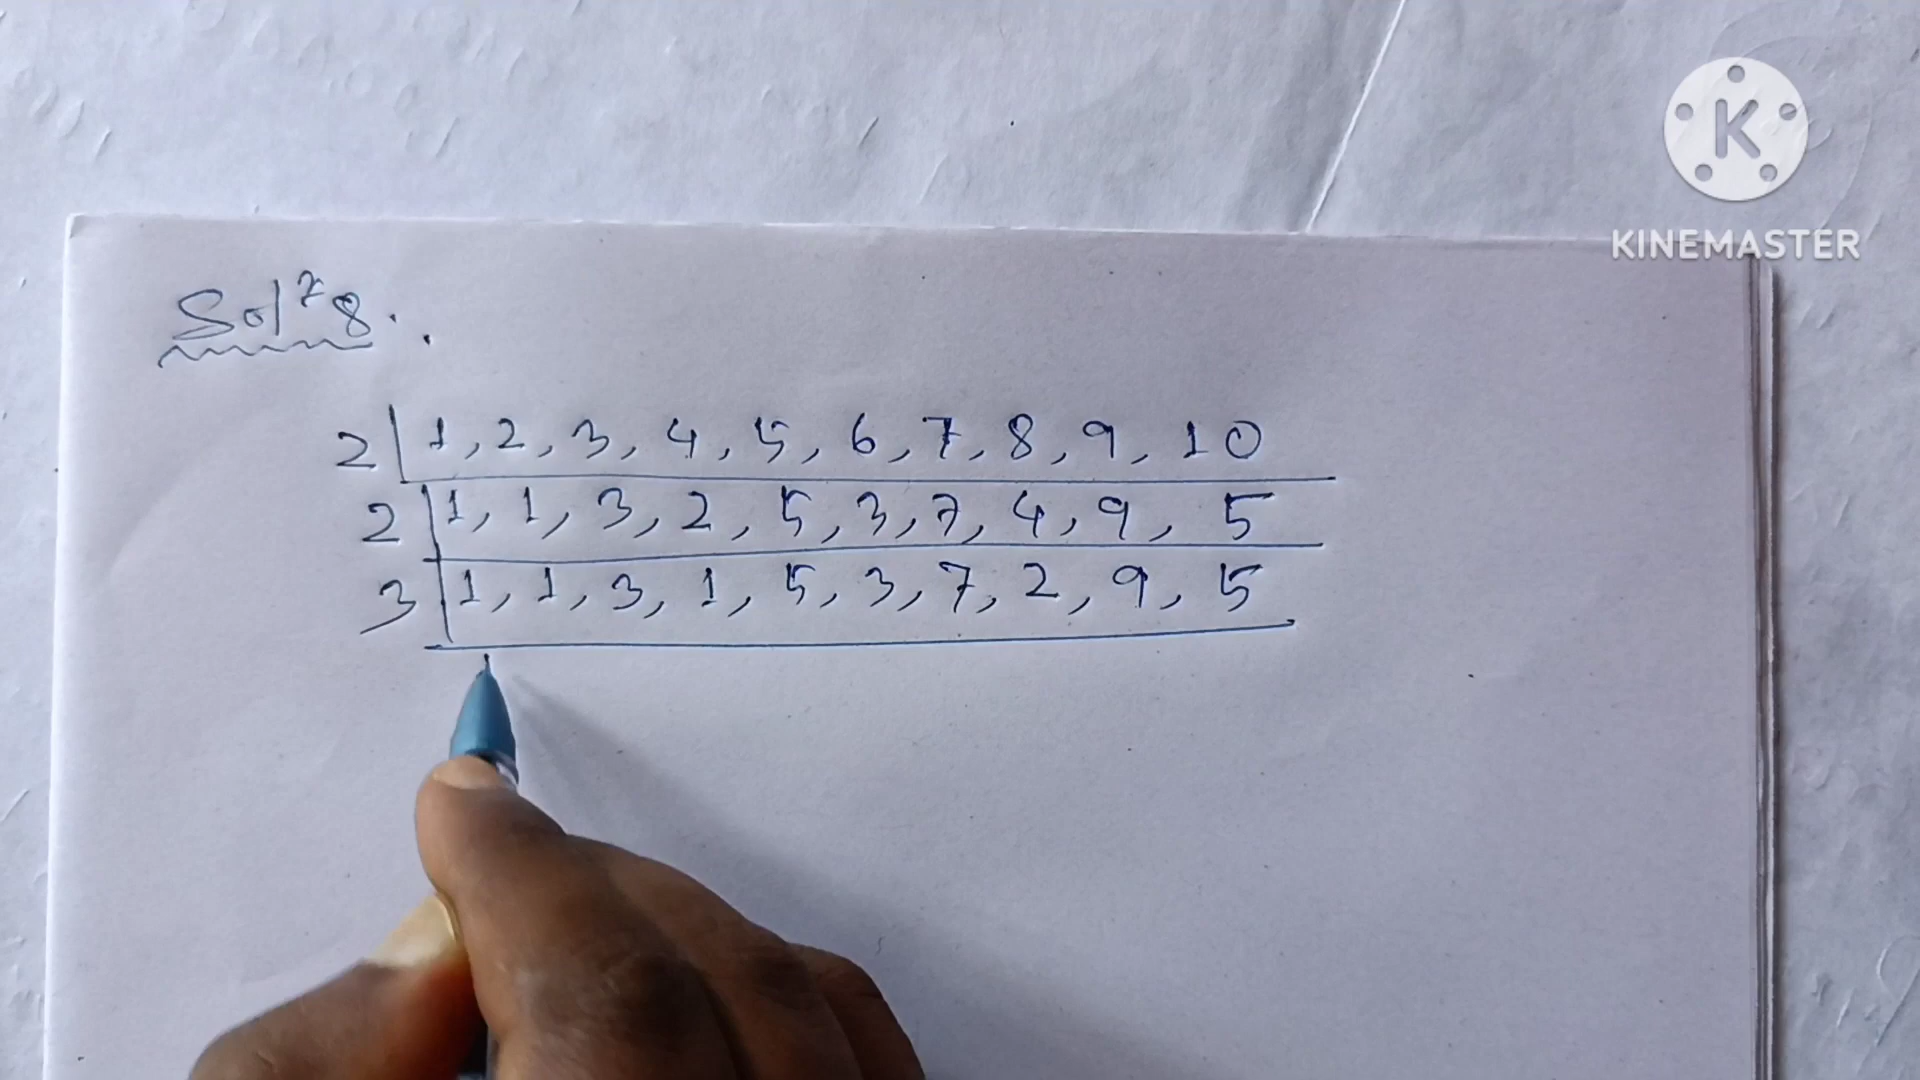 K
KINEMASTER
Solⁿ 8.
2 | 1, 2, 3, 4, 5, 6, 7, 8, 9, 10
2 | 1, 1, 3, 2, 5, 3, 7, 4, 9, 5
3 | 1, 1, 3, 1, 5, 3, 7, 2, 9, 5